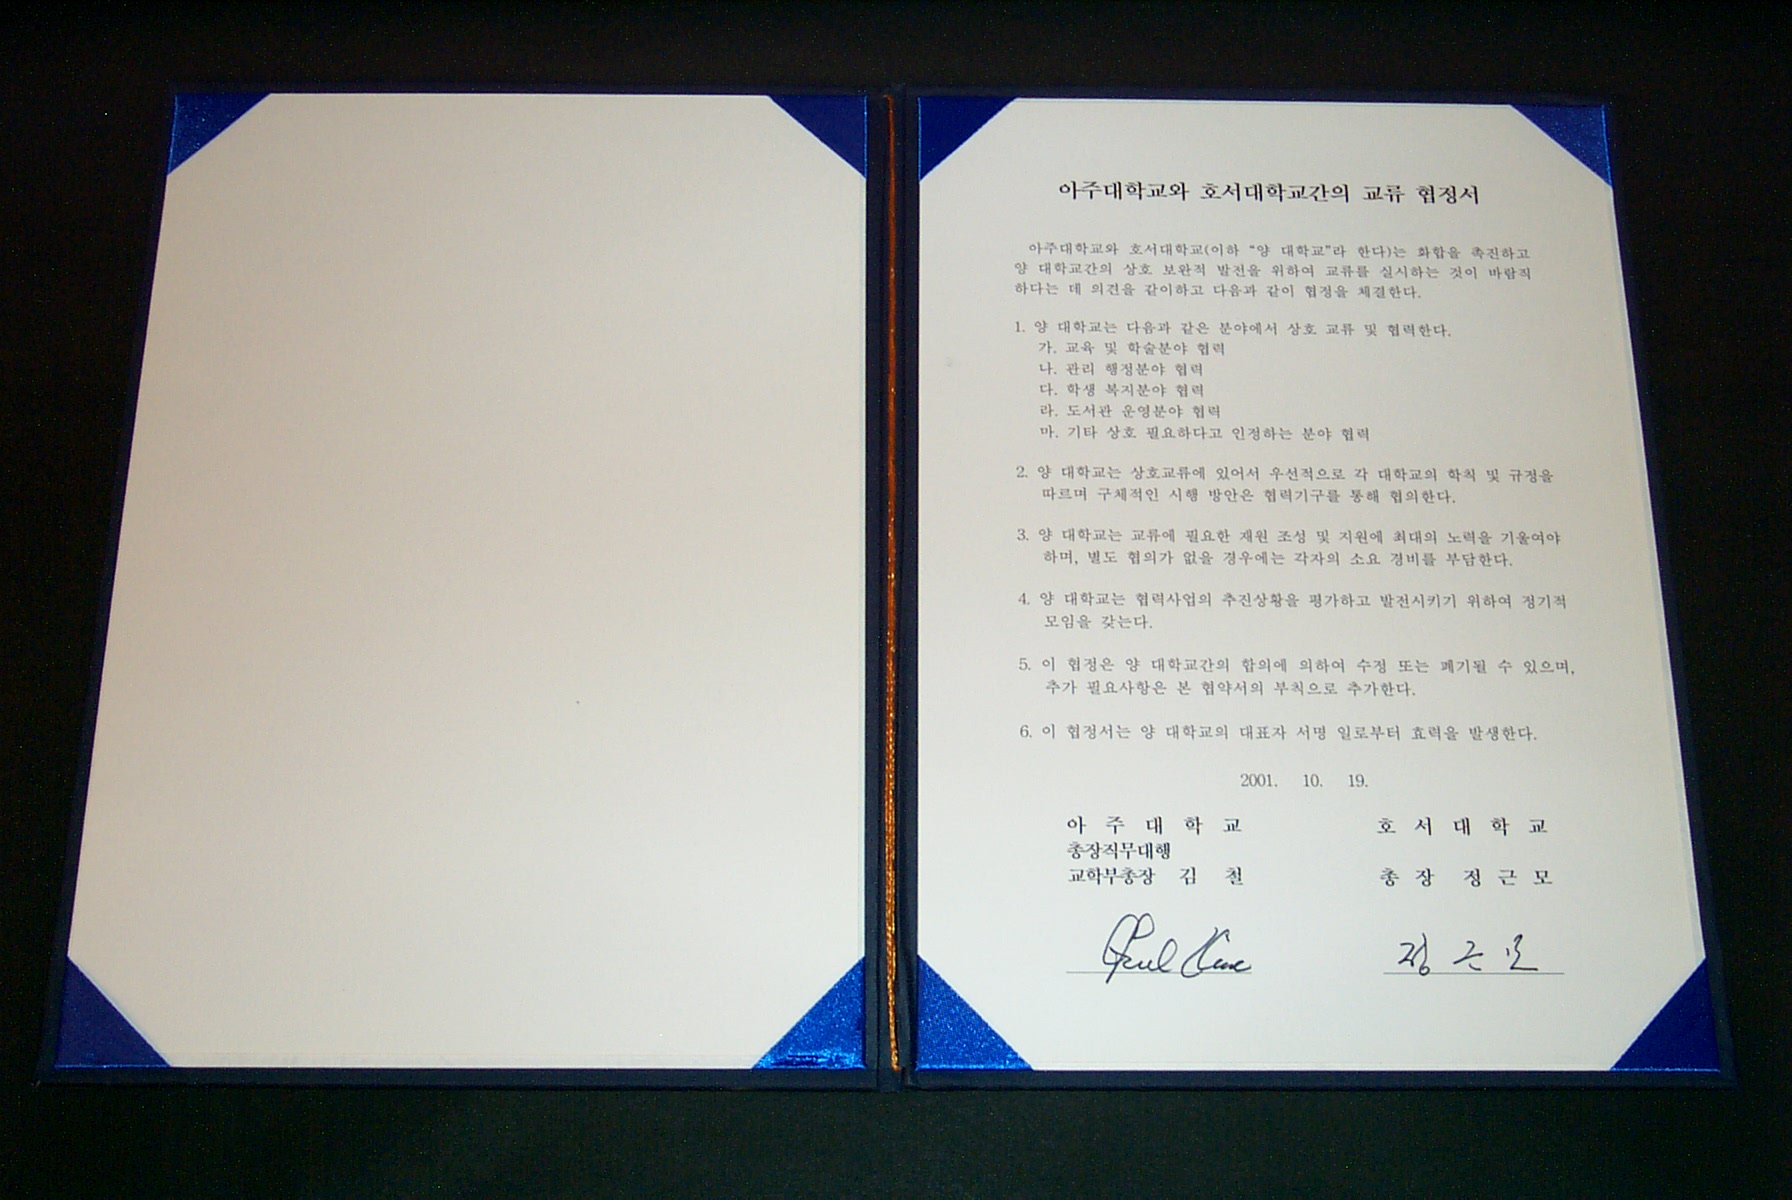 아주대학교와 호서대학교간의 교류 협정서
아주대학교와 호서대학교(이하 “양 대학교”라 한다)는 화합을 촉진하고
양 대학교간의 상호 보완적 발전을 위하여 교류를 실시하는 것이 바람직
하다는 데 의견을 같이하고 다음과 같이 협정을 체결한다.
1. 양 대학교는 다음과 같은 분야에서 상호 교류 및 협력한다.
가. 교육 및 학술분야 협력
나. 관리 행정분야 협력
다. 학생 복지분야 협력
라. 도서관 운영분야 협력
마. 기타 상호 필요하다고 인정하는 분야 협력
2. 양 대학교는 상호교류에 있어서 우선적으로 각 대학교의 학칙 및 규정을
따르며 구체적인 시행 방안은 협력기구를 통해 협의한다.
3. 양 대학교는 교류에 필요한 재원 조성 및 지원에 최대의 노력을 기울여야
하며, 별도 협의가 없을 경우에는 각자의 소요 경비를 부담한다.
4. 양 대학교는 협력사업의 추진상황을 평가하고 발전시키기 위하여 정기적
모임을 갖는다.
5. 이 협정은 양 대학교간의 합의에 의하여 수정 또는 폐기될 수 있으며,
추가 필요사항은 본 협약서의 부칙으로 추가한다.
6. 이 협정서는 양 대학교의 대표자 서명 일로부터 효력을 발생한다.
2001. 10. 19.
아 주 대 학 교 호 서 대 학 교
총장직무대행
교학부총장 김 철 총 장 정 근 모
정 근 모